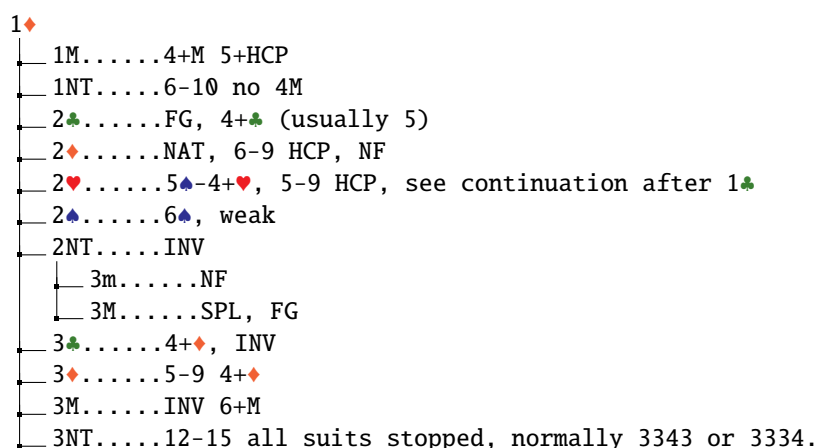 1♦
1M......4+M 5+HCP
1NT.....6-10 no 4M
2♣......FG, 4+♣ (usually 5)
2♦......NAT, 6-9 HCP, NF
2♥......5♠-4+♥, 5-9 HCP, see continuation after 1♣
2♠......6♠, weak
2NT.....INV
3m......NF
3M......SPL, FG
3♣......4+♦, INV
3♦......5-9 4+♦
3M......INV 6+M
3NT.....12-15 all suits stopped, normally 3343 or 3334.